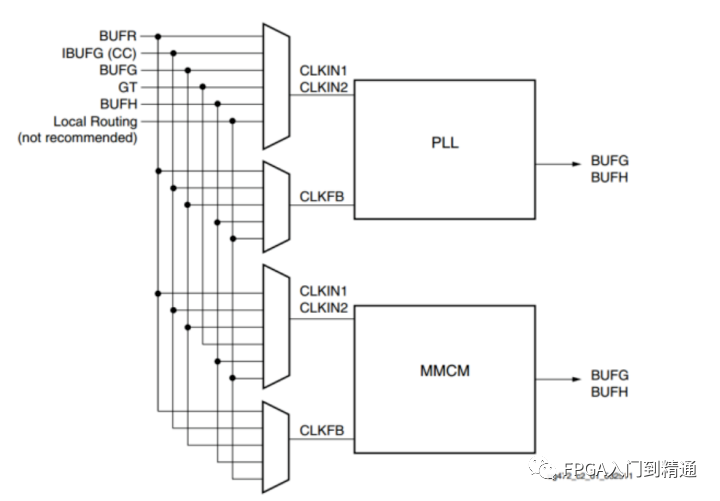 BUFR
IBUFG (CC)
BUFG
GT
BUFH
Local Routing
(not recommended)
CLKIN1
CLKIN2
PLL
BUFG
BUFH
CLKFB
CLKIN1
CLKIN2
MMCM
BUFG
BUFH
CLKFB
FPGA入门到精通